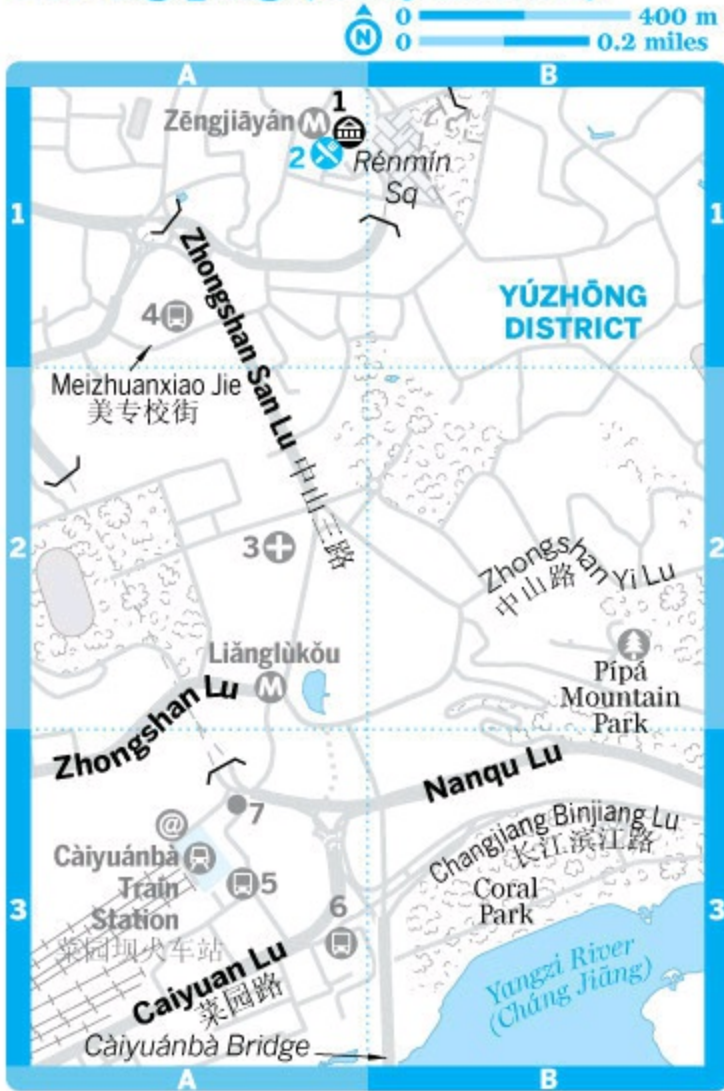 0 400 m
N
0 0.2 miles
A B
1
Zēngjiāyán M
2
Rénmín
Sq
1 1
Zhongshan San Lu 中山三路
YÚZHŌNG
DISTRICT
4
Meizhuanxiao Jie
美专校街
2 2
3
Zhongshan Yi Lu
中山路
Liǎnglùkǒu
M
Pípá
Mountain
Park
Zhongshan Lu
Nanqu Lu
7
@
Changjiang Binjiang Lu
长江滨江路
Càiyuánbà
Train
Station
菜园坝火车站
5
Coral
Park
3 3
6
Caiyuan Lu
菜园路
Yangzi River
(Cháng Jiāng)
Càiyuánbà Bridge
A B